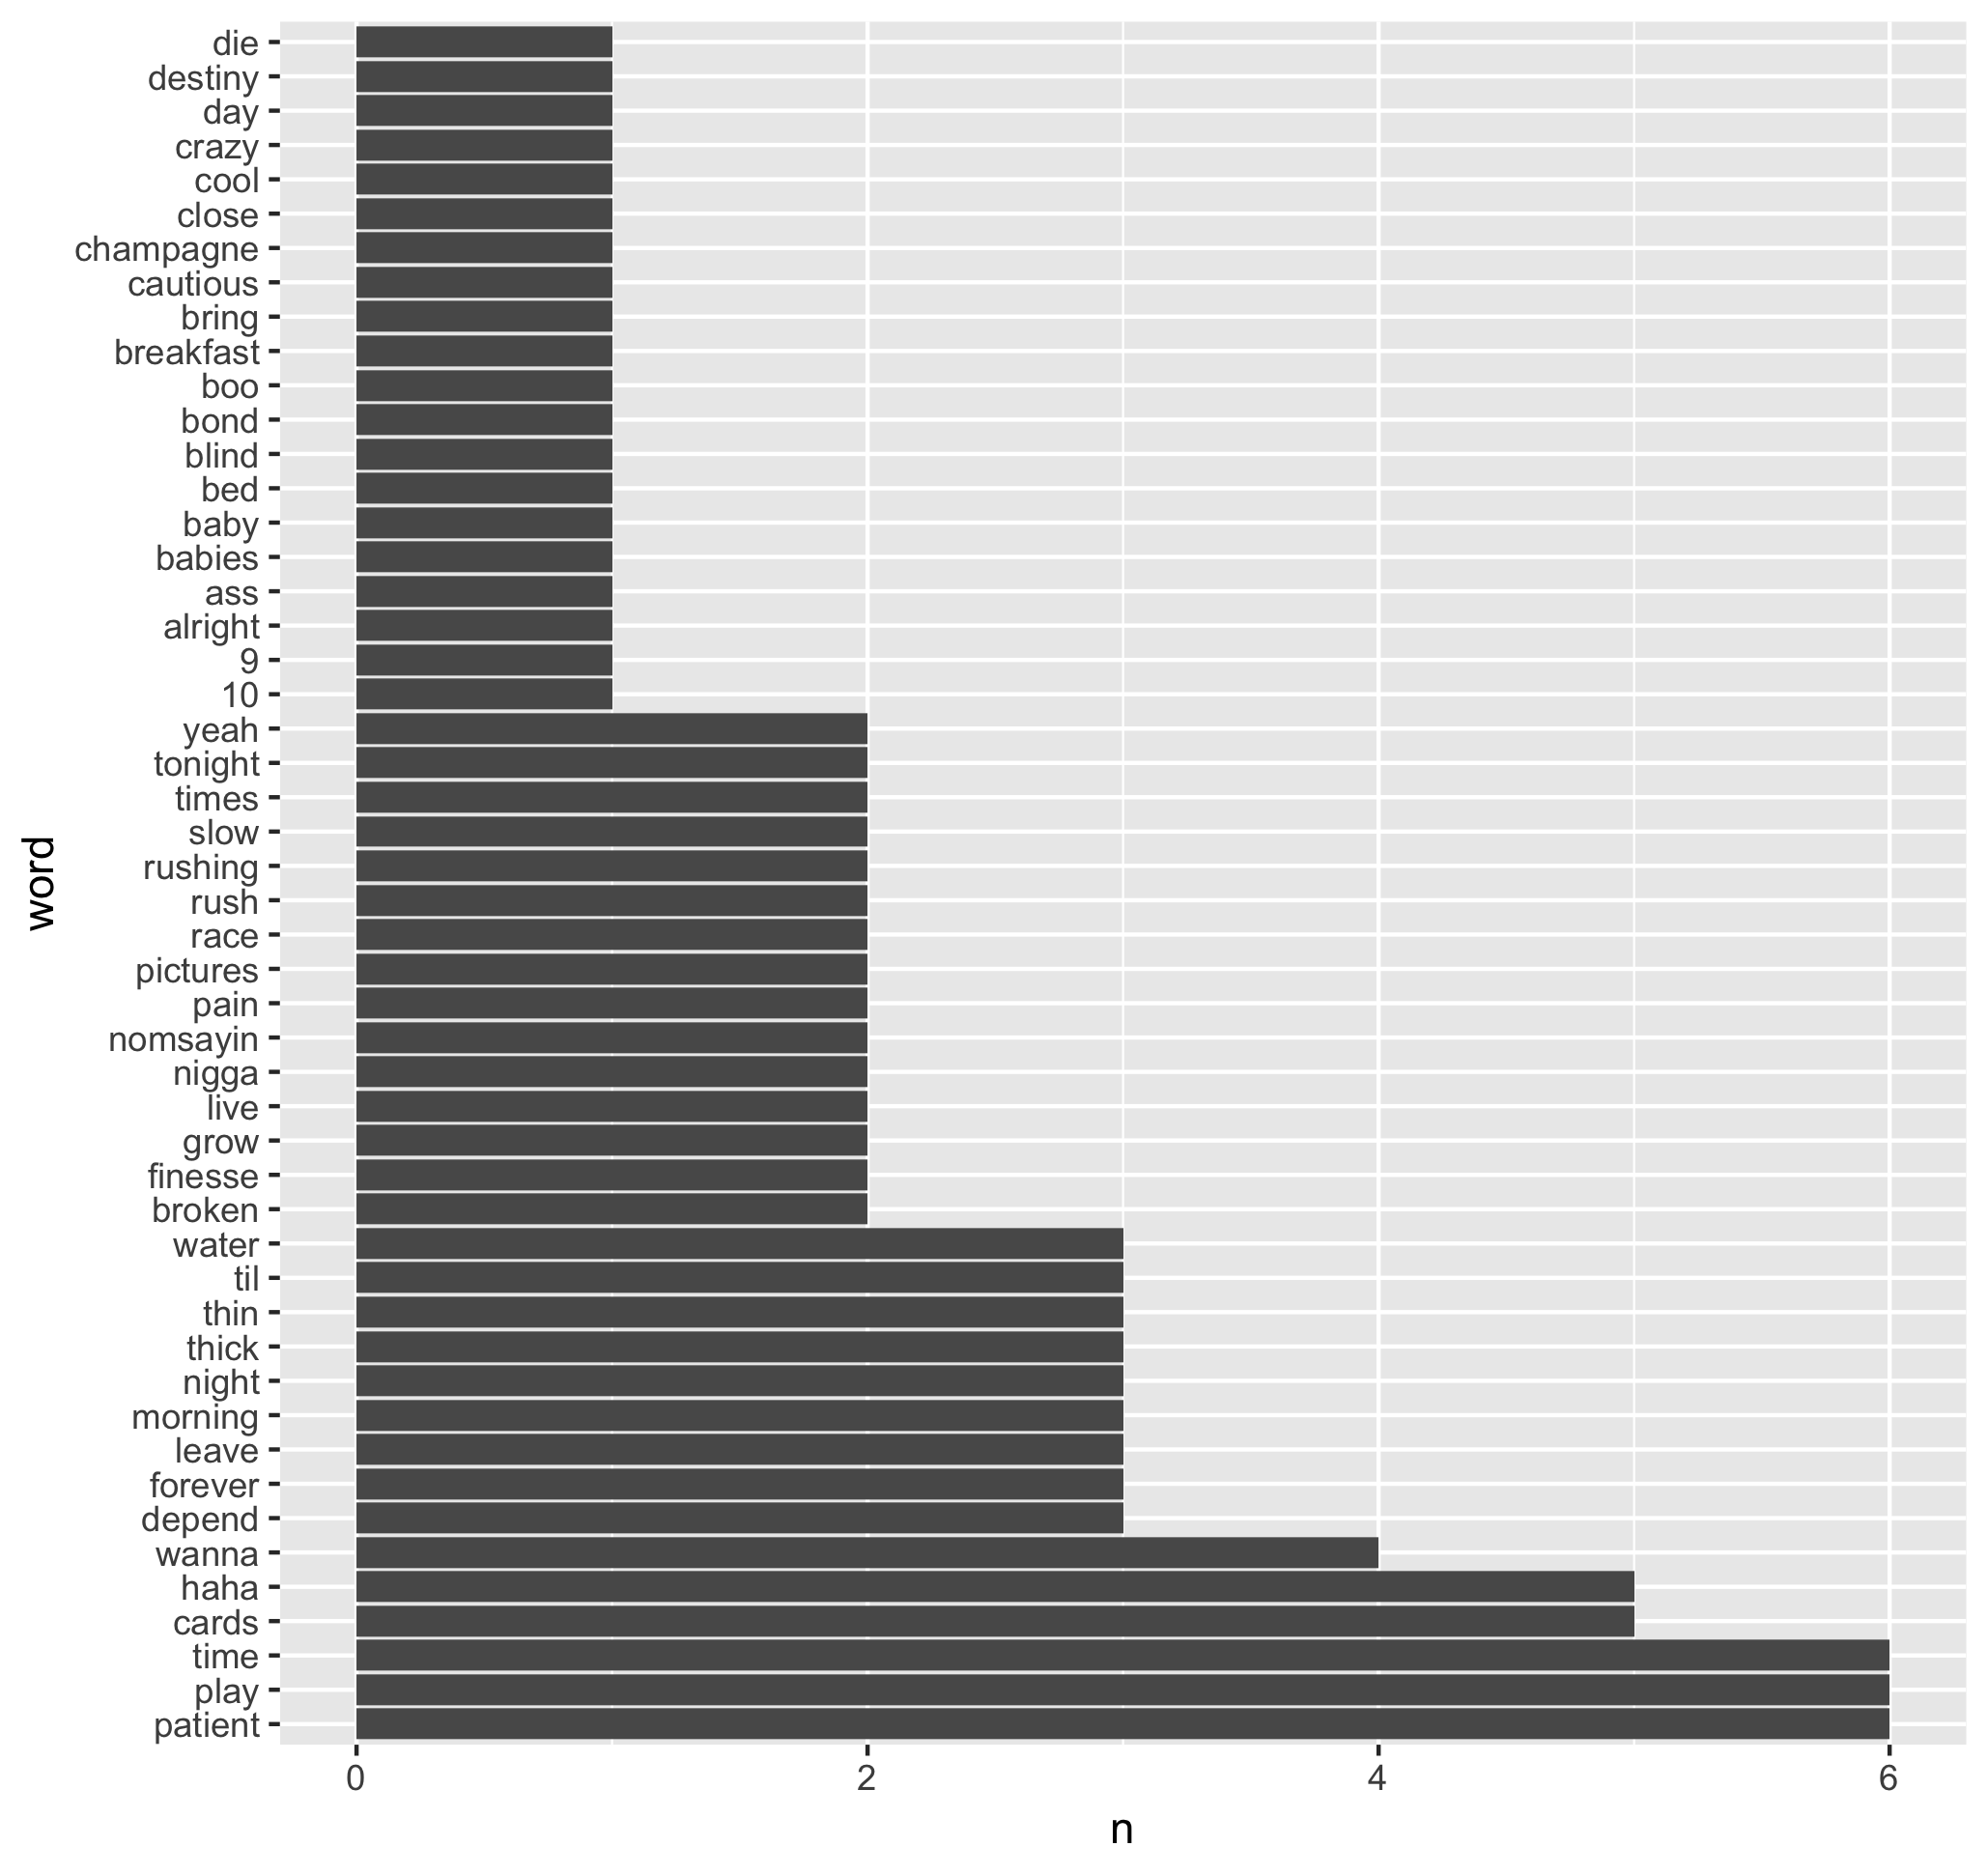 die
destiny
day
crazy
cool
close
champagne
cautious
bring
breakfast
boo
bond
blind
bed
baby
babies
ass
alright
9
10
yeah
tonight
times
slow
rushing
rush
race
pictures
pain
nomsayin
nigga
live
grow
finesse
broken
water
til
thin
thick
night
morning
leave
forever
depend
wanna
haha
cards
time
play
patient
word
0 2 4 6
n